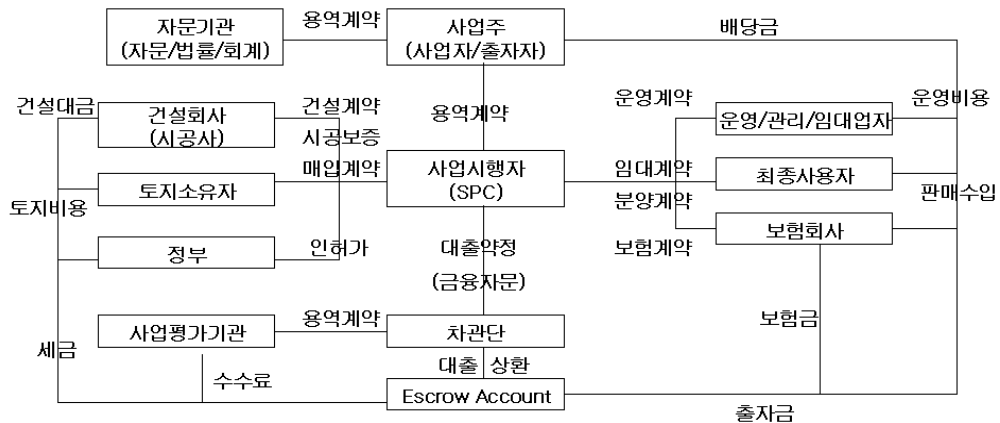 자문기관
(자문/법률/회계)
용역계약
사업주
(사업자/출자자)
배당금
건설대금
건설회사
(시공사)
건설계약
시공보증
용역계약
운영계약
운영/관리/임대업자
운영비용
매입계약
토지소유자
토지비용
사업시행자
(SPC)
임대계약
분양계약
최종사용자
판매수입
정부
인허가
대출약정
(금융자문)
보험계약
보험회사
보험금
사업평가기관
용역계약
차관단
세금
수수료
대출 상환
Escrow Account
출자금